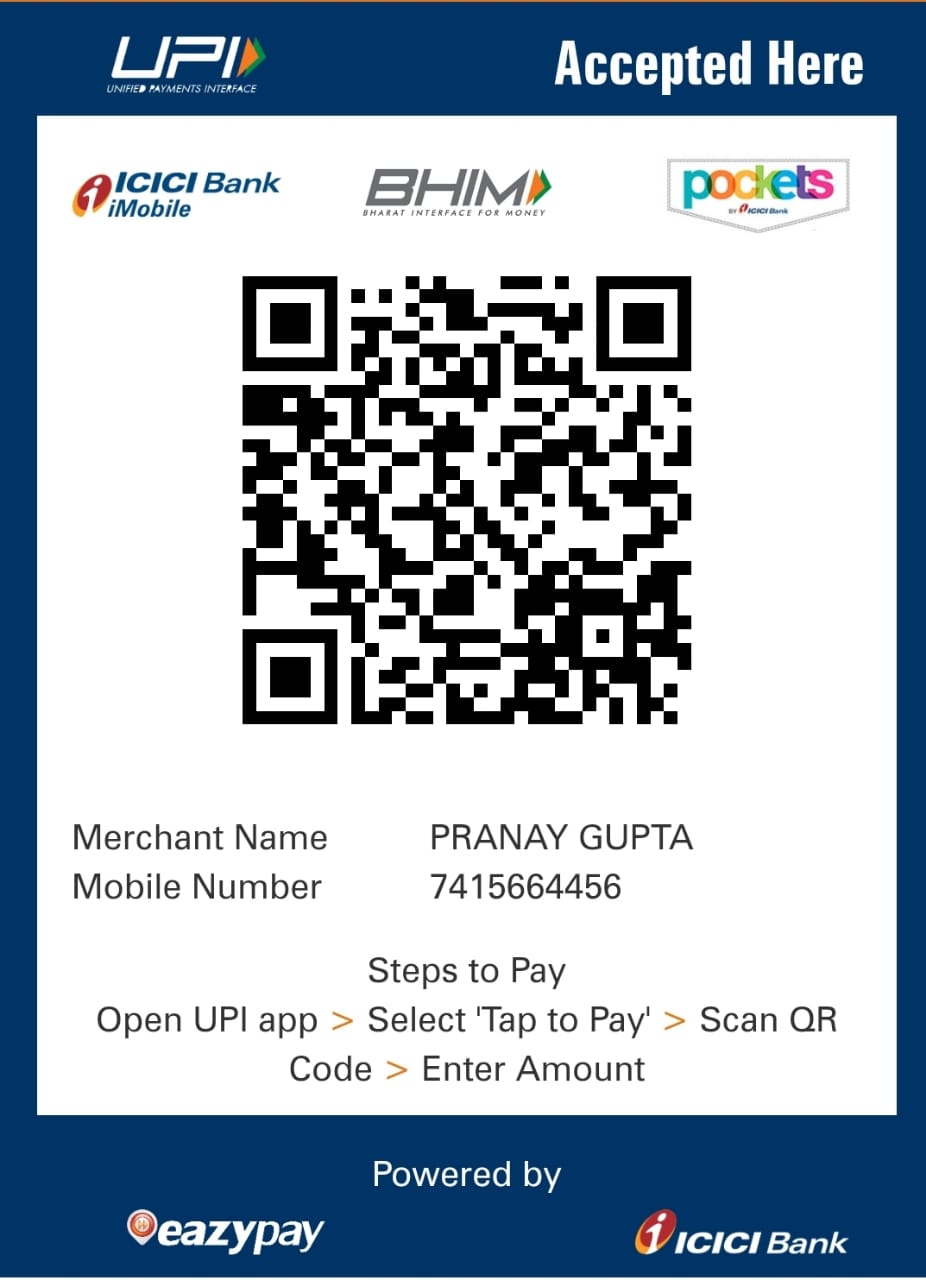 UPI
UNIFIED PAYMENTS INTERFACE
Accepted Here
ICICI Bank
iMobile
BHIM
BHARAT INTERFACE FOR MONEY
pockets
BY ICICI Bank
Merchant Name PRANAY GUPTA
Mobile Number 7415664456
Steps to Pay
Open UPI app > Select 'Tap to Pay' > Scan QR
Code > Enter Amount
Powered by
eazypay
ICICI Bank